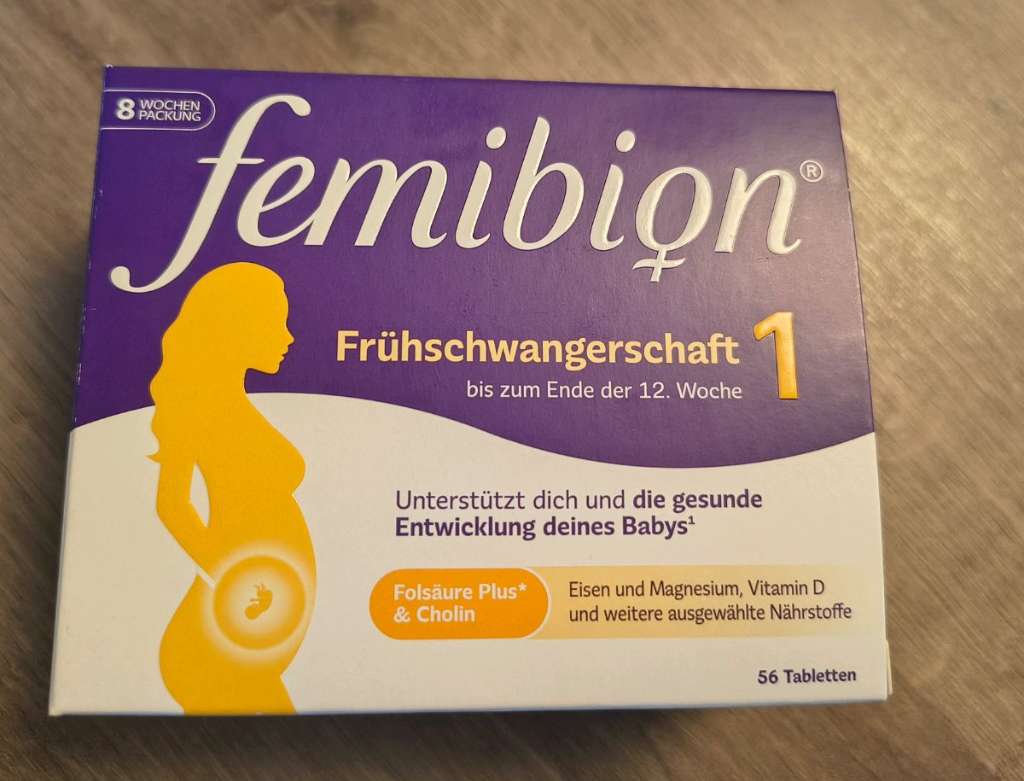 8 WOCHEN
PACKUNG
femibion®
Frühschwangerschaft 1
bis zum Ende der 12. Woche
Unterstützt dich und die gesunde
Entwicklung deines Babys¹
Folsäure Plus*
& Cholin
Eisen und Magnesium, Vitamin D
und weitere ausgewählte Nährstoffe
56 Tabletten